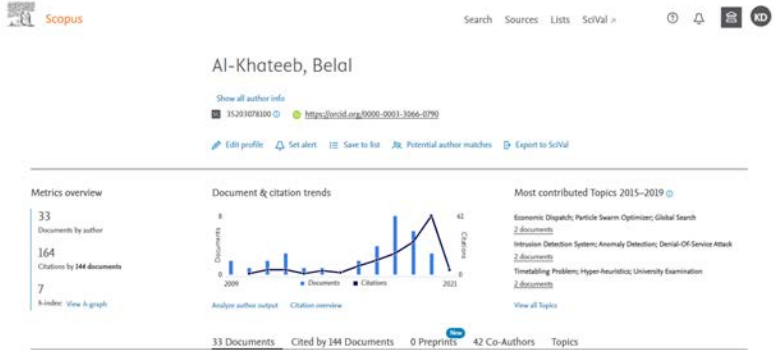 Scopus
Search Sources Lists SciVal ↗
KD
Al-Khateeb, Belal
Show all author info
35203078100 https://orcid.org/0000-0003-3066-0790
Edit profile Set alert Save to list Potential author matches Export to SciVal
Metrics overview
33
Documents by author
164
Citations by 144 documents
7
h-index: View h-graph
Document & citation trends
8
Documents
0
2009
2021
61
Citations
0
Documents Citations
Analyze author output Citation overview
Most contributed Topics 2015–2019
Economic Dispatch; Particle Swarm Optimizer; Global Search
2 documents
Intrusion Detection System; Anomaly Detection; Denial-Of-Service Attack
2 documents
Timetabling Problem; Hyper-heuristics; University Examination
2 documents
View all Topics
New
33 Documents Cited by 144 Documents 0 Preprints 42 Co-Authors Topics